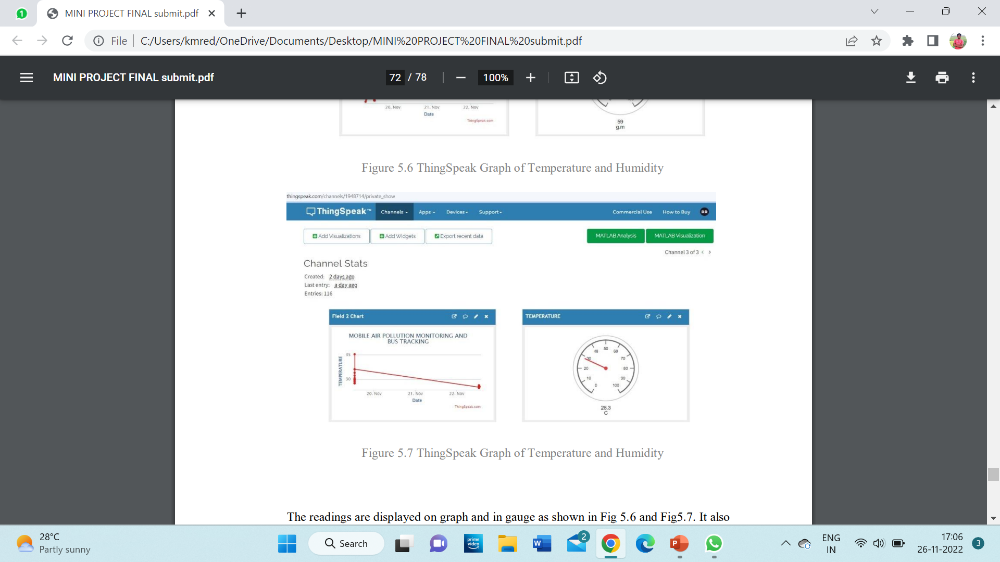 1
MINI PROJECT FINAL submit.pdf
File
C:/Users/kmred/OneDrive/Documents/Desktop/MINI%20PROJECT%20FINAL%20submit.pdf
MINI PROJECT FINAL submit.pdf
72 / 78
100%
20. Nov 21. Nov 22. Nov
Date
ThingSpeak.com
59
g.m
Figure 5.6 ThingSpeak Graph of Temperature and Humidity
thingspeak.com/channels/1948714/private_show
ThingSpeak™ Channels Apps Devices Support Commercial Use How to Buy RR
Add Visualizations Add Widgets Export recent data MATLAB Analysis MATLAB Visualization
Channel 3 of 3 < >
Channel Stats
Created: 2 days ago
Last entry: a day ago
Entries: 116
Field 2 Chart
MOBILE AIR POLLUTION MONITORING AND
BUS TRACKING
TEMPERATURE
35
30
20. Nov 21. Nov 22. Nov
Date
ThingSpeak.com
TEMPERATURE
0 10 20 30 40 50 60 70 80 90 100
28.3
C
Figure 5.7 ThingSpeak Graph of Temperature and Humidity
The readings are displayed on graph and in gauge as shown in Fig 5.6 and Fig5.7. It also
28°C
Partly sunny
Search
prime
video
W
2
P
ENG
IN
17:06
26-11-2022
3